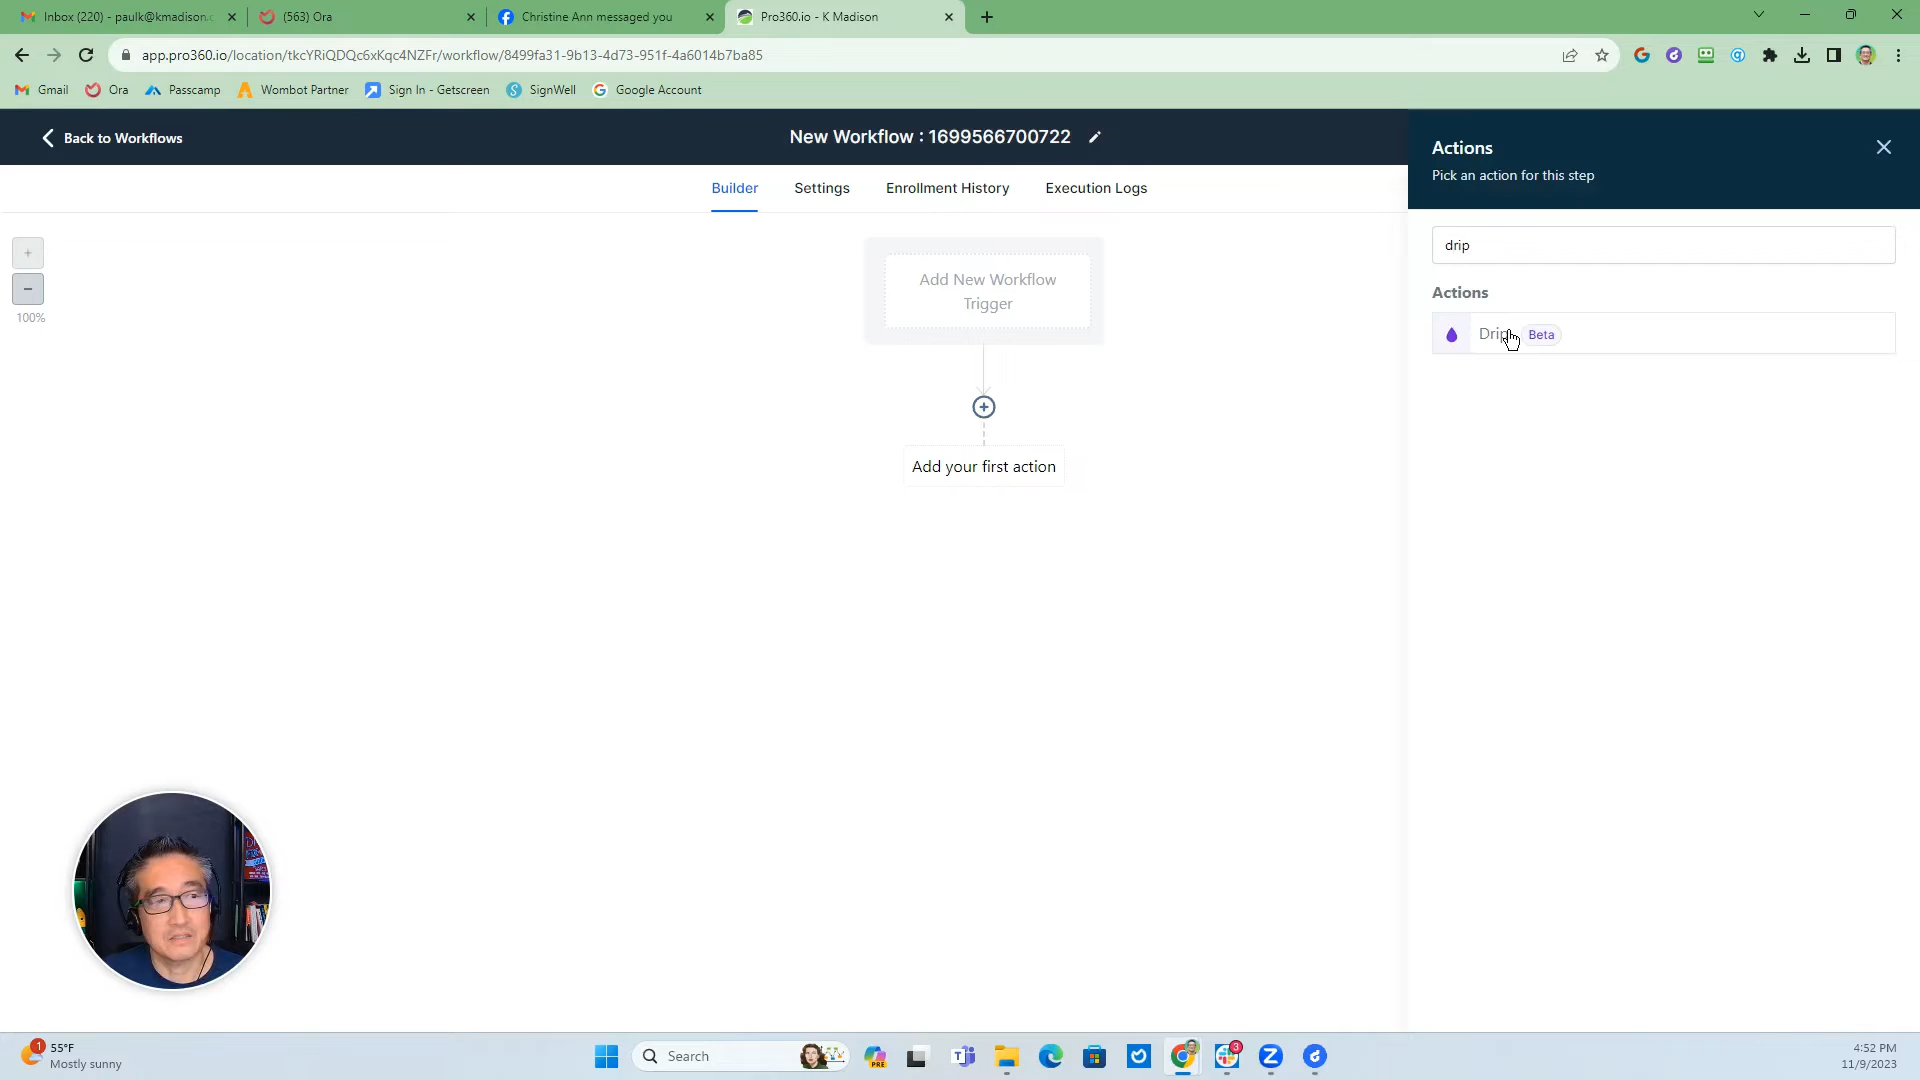 Inbox (220) - paulk@kmadison.c
(563) Ora
Christine Ann messaged you
Pro360.io - K Madison
app.pro360.io/location/tkcYRiQDQc6xKqc4NZFr/workflow/8499fa31-9b13-4d73-951f-4a6014b7ba85
Gmail
Ora
Passcamp
Wombot Partner
Sign In - Getscreen
SignWell
Google Account
Back to Workflows
New Workflow : 1699566700722
Actions
Pick an action for this step
Builder
Settings
Enrollment History
Execution Logs
drip
Actions
Drip
Beta
100%
Add New Workflow
Trigger
Add your first action
1
55°F
Mostly sunny
Search
PRE
3
4:52 PM
11/9/2023